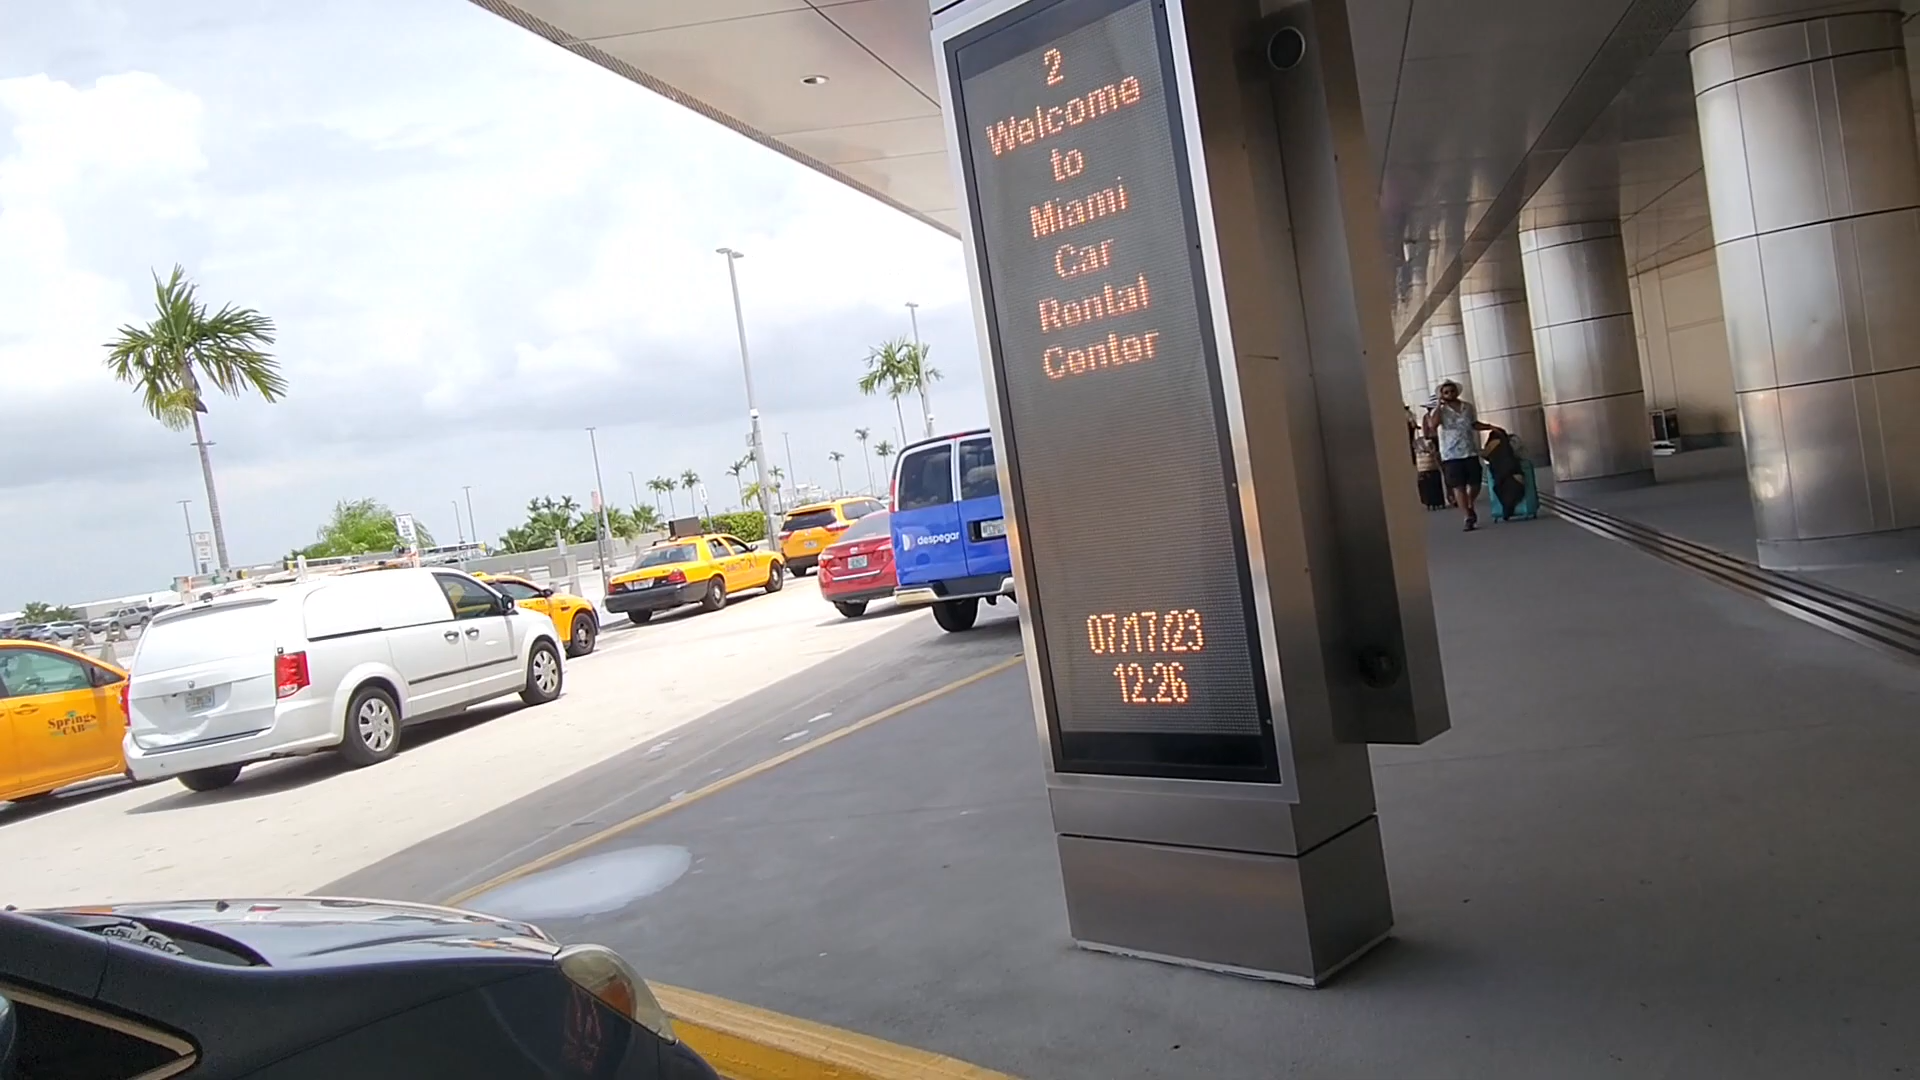 2
Welcome
to
Miami
Car
Rental
Center
07/17/23
12:26
despegar
Springs
CAB